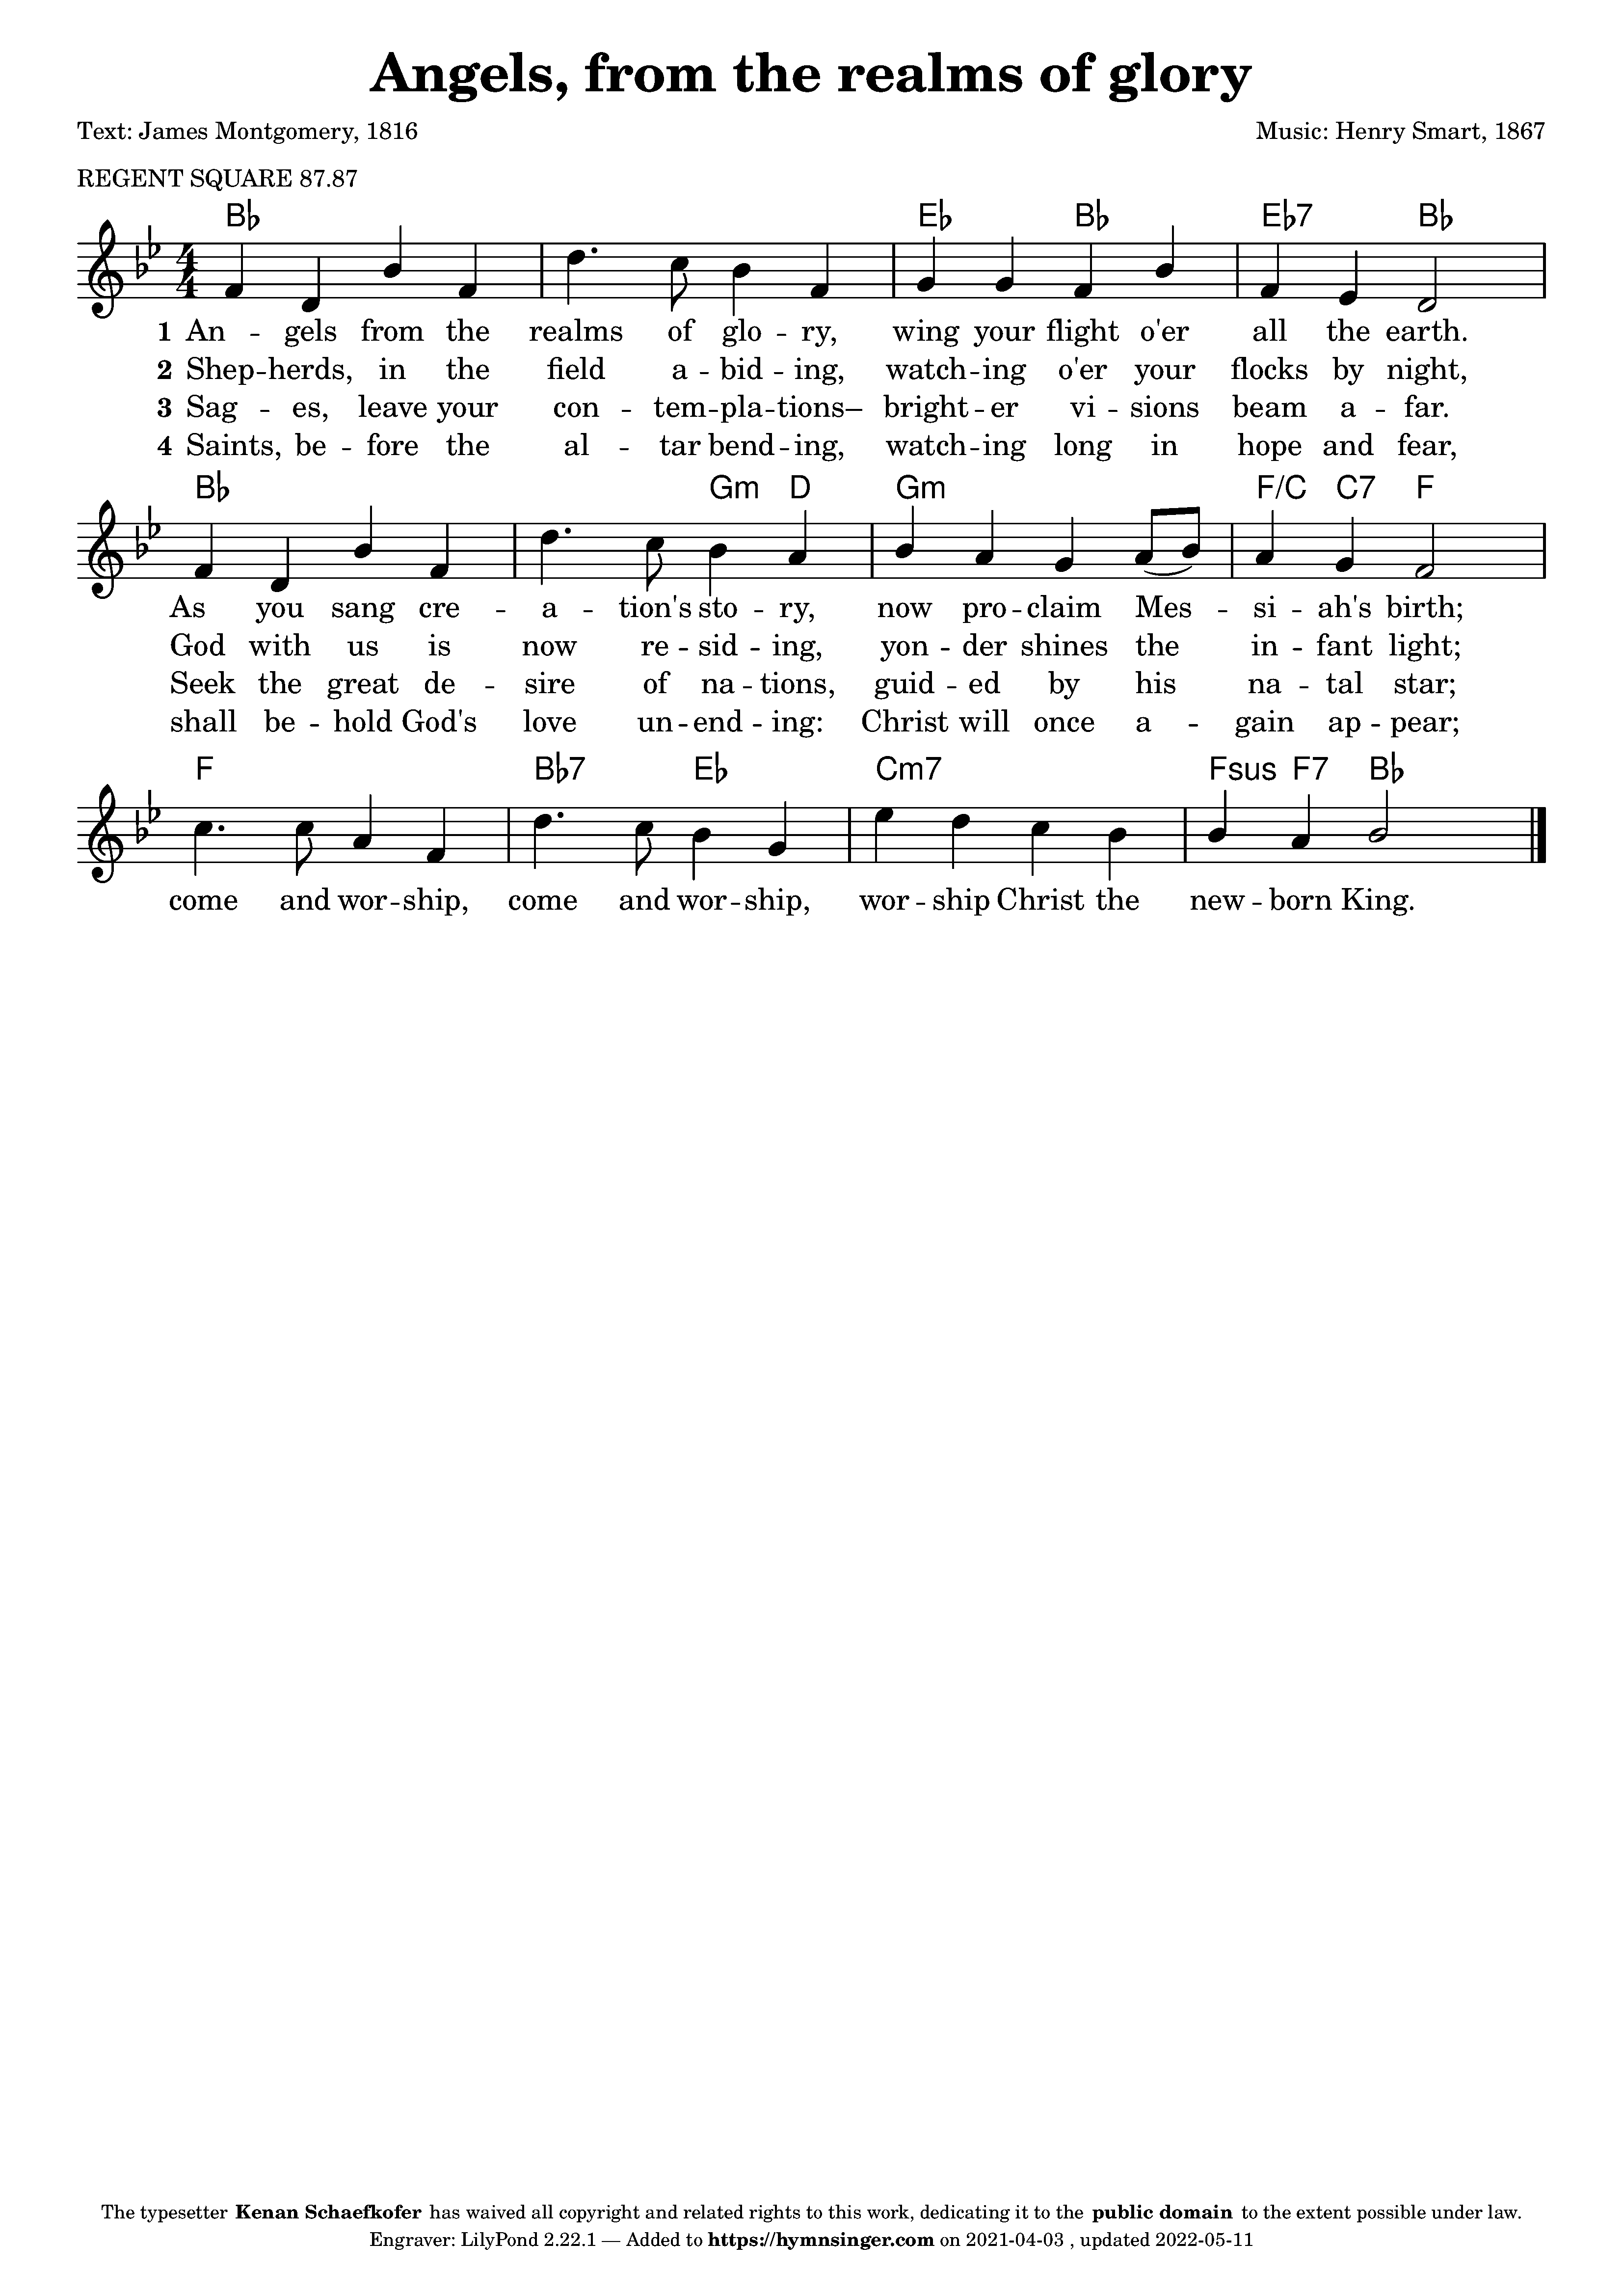 Angels, from the realms of glory
Text: James Montgomery, 1816 Music: Henry Smart, 1867
REGENT SQUARE 87.87
B♭ E♭ B♭ E♭7 B♭
4/4
1 An -- gels from the realms of glo -- ry, wing your flight o'er all the earth.
2 Shep -- herds, in the field a -- bid -- ing, watch -- ing o'er your flocks by night,
3 Sag -- es, leave your con -- tem -- pla -- tions– bright -- er vi -- sions beam a -- far.
4 Saints, be -- fore the al -- tar bend -- ing, watch -- ing long in hope and fear,
B♭ Gm D Gm F/C C7 F
As you sang cre -- a -- tion's sto -- ry, now pro -- claim Mes -- si -- ah's birth;
God with us is now re -- sid -- ing, yon -- der shines the in -- fant light;
Seek the great de -- sire of na -- tions, guid -- ed by his na -- tal star;
shall be -- hold God's love un -- end -- ing: Christ will once a -- gain ap -- pear;
F B♭7 E♭ Cm7 Fsus F7 B♭
come and wor -- ship, come and wor -- ship, wor -- ship Christ the new -- born King.
The typesetter Kenan Schaefkofer has waived all copyright and related rights to this work, dedicating it to the public domain to the extent possible under law.
Engraver: LilyPond 2.22.1 — Added to https://hymnsinger.com on 2021-04-03 , updated 2022-05-11